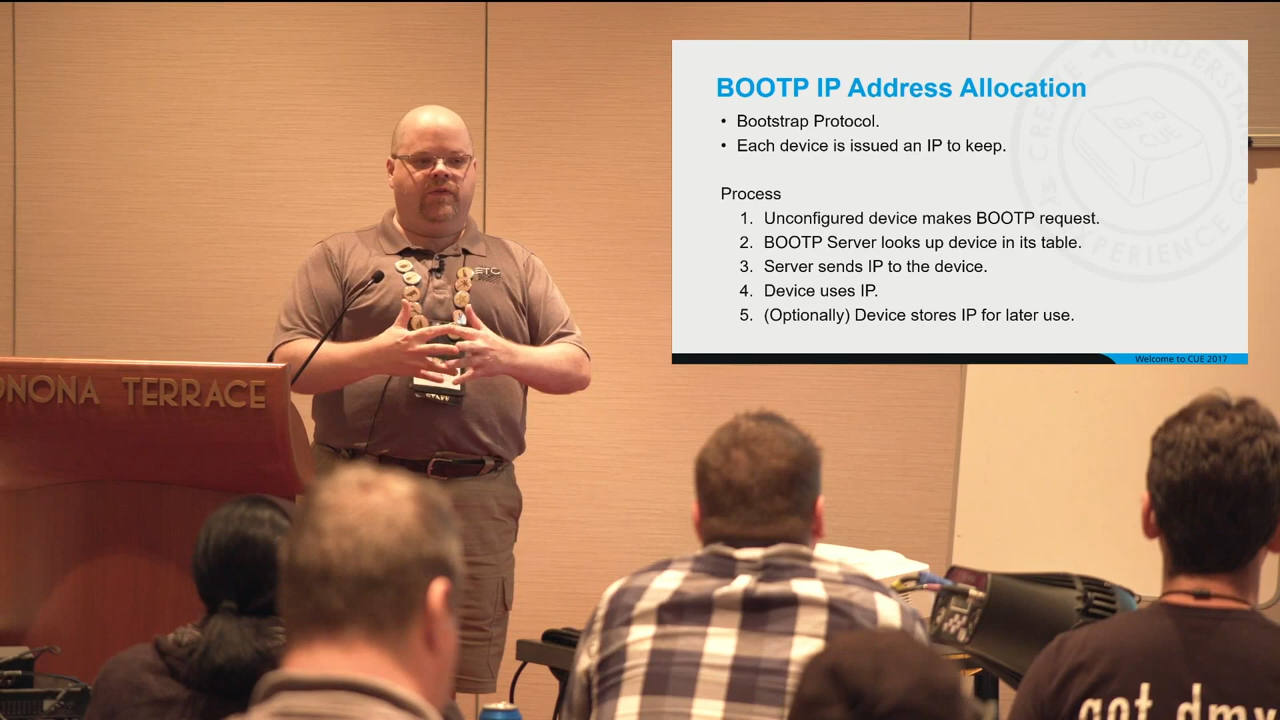 BOOTP IP Address Allocation
• Bootstrap Protocol.
• Each device is issued an IP to keep.
Process
1. Unconfigured device makes BOOTP request.
2. BOOTP Server looks up device in its table.
3. Server sends IP to the device.
4. Device uses IP.
5. (Optionally) Device stores IP for later use.
Welcome to CUE 2017
CREATE
UNDERSTAND
EXPERIENCE
ETC
STAFF
ONONA TERRACE
got dmx